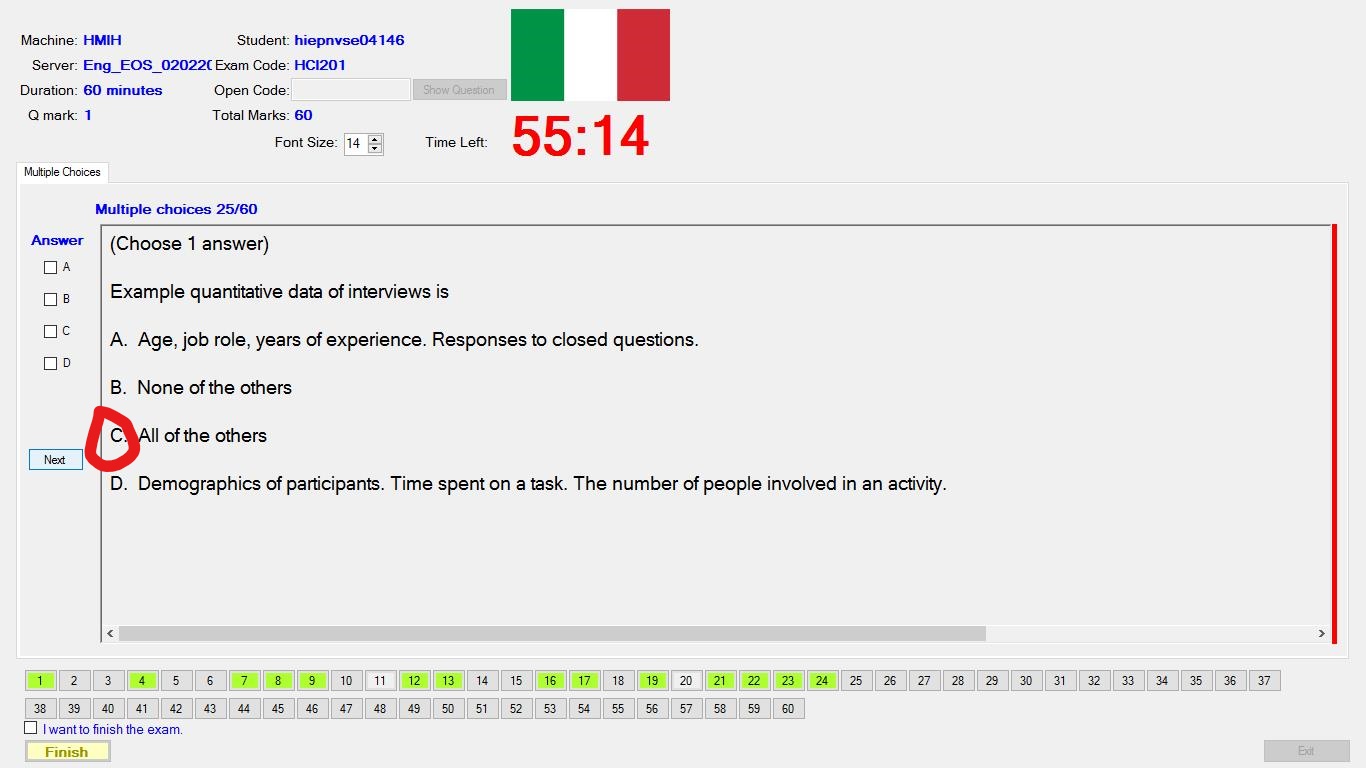 Machine: HMIH Student: hiepnvse04146
Server: Eng_EOS_02022( Exam Code: HCI201
Duration: 60 minutes Open Code: Show Question
Q mark: 1 Total Marks: 60
Font Size: 14 Time Left: 55:14
Multiple Choices
Multiple choices 25/60
Answer
A
B
C
D
Next
(Choose 1 answer)
Example quantitative data of interviews is
A. Age, job role, years of experience. Responses to closed questions.
B. None of the others
C. All of the others
D. Demographics of participants. Time spent on a task. The number of people involved in an activity.
1 2 3 4 5 6 7 8 9 10 11 12 13 14 15 16 17 18 19 20 21 22 23 24 25 26 27 28 29 30 31 32 33 34 35 36 37
38 39 40 41 42 43 44 45 46 47 48 49 50 51 52 53 54 55 56 57 58 59 60
I want to finish the exam.
Finish Exit